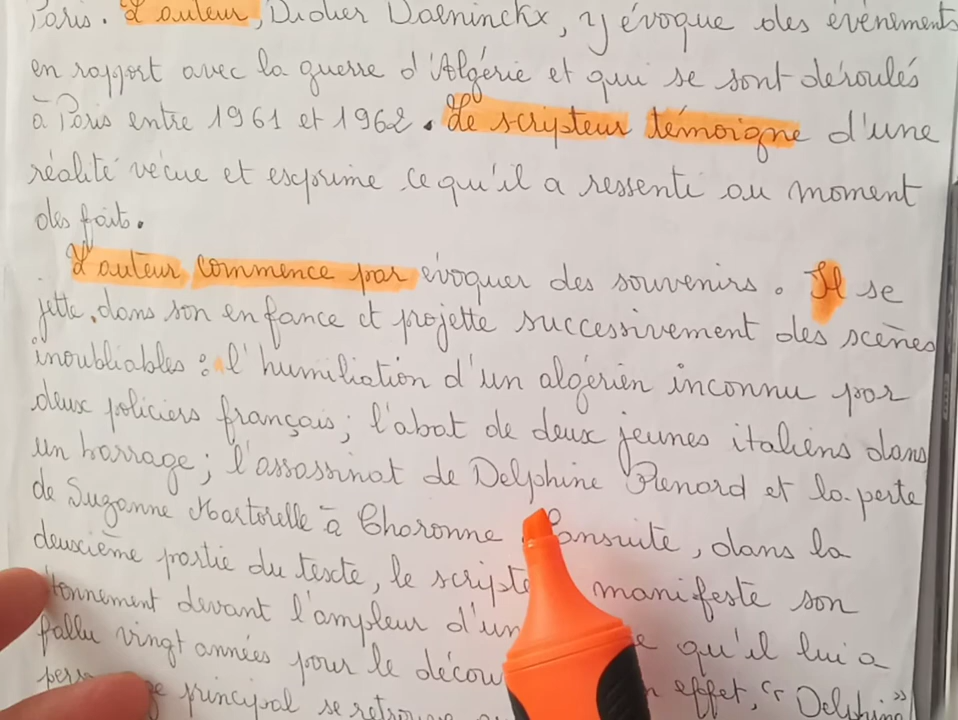 Paris. L'auteur, Didier Daeninckx, y évoque des évènements
en rapport avec la guerre d'Algérie et qui se sont déroulés
à Paris entre 1961 et 1962. Le scripteur témoigne d'une
réalité vécue et exprime ce qu'il a ressenti au moment
des faits.
L'auteur commence par évoquer des souvenirs. Il se
jette dans son enfance et projette successivement des scènes
inoubliables : l'humiliation d'un algérien inconnu par
deux policiers français; l'abat de deux jeunes italiens dans
un barrage; l'assassinat de Delphine Renard et la perte
de Suzanne Martorelle à Charonne. Ensuite, dans la
deuxième partie du texte, le scripte manifeste son
tonnement devant l'ampleur d'un qu'il lui a
fallu vingt années pour le décou effet, "Delphine"
principal se